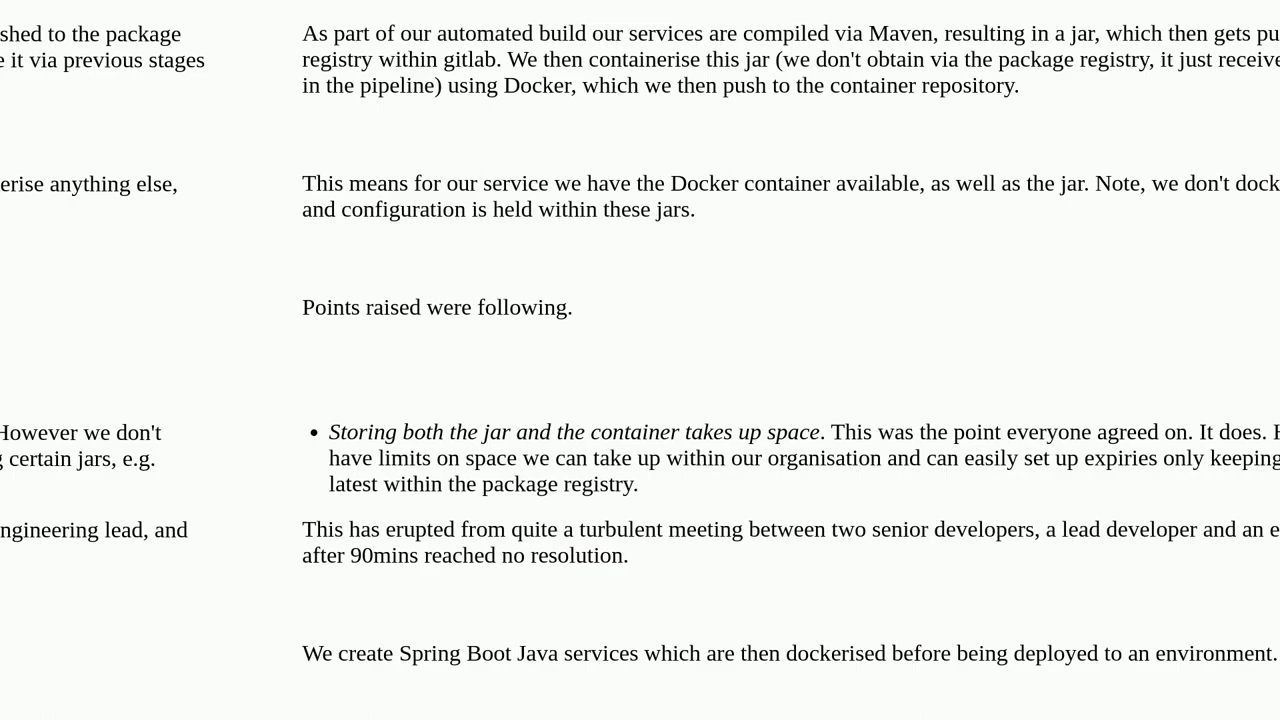 shed to the package
e it via previous stages
erise anything else,
However we don't
g certain jars, e.g.
ngineering lead, and
As part of our automated build our services are compiled via Maven, resulting in a jar, which then gets pu
registry within gitlab. We then containerise this jar (we don't obtain via the package registry, it just receive
in the pipeline) using Docker, which we then push to the container repository.
This means for our service we have the Docker container available, as well as the jar. Note, we don't dock
and configuration is held within these jars.
Points raised were following.
• Storing both the jar and the container takes up space. This was the point everyone agreed on. It does. H
have limits on space we can take up within our organisation and can easily set up expiries only keeping
latest within the package registry.
This has erupted from quite a turbulent meeting between two senior developers, a lead developer and an e
after 90mins reached no resolution.
We create Spring Boot Java services which are then dockerised before being deployed to an environment.